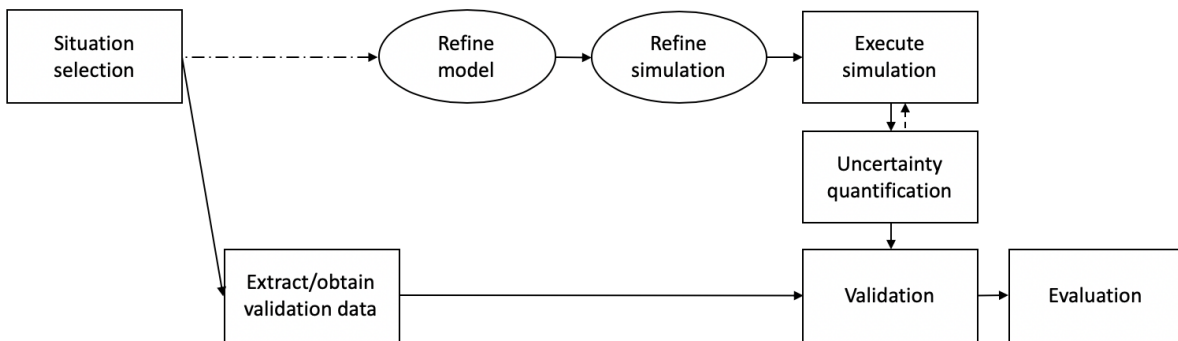 Situation
selection
Refine
model
Refine
simulation
Execute
simulation
Uncertainty
quantification
Extract/obtain
validation data
Validation
Evaluation